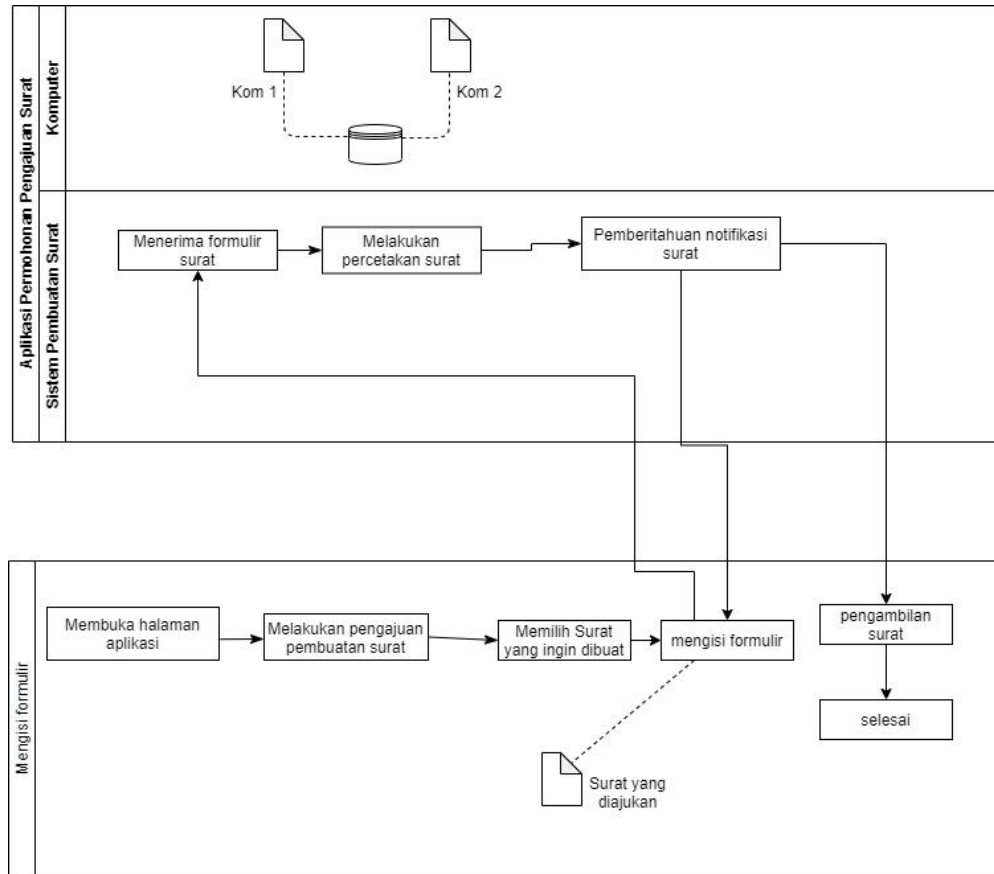 Aplikasi Permohonan Pengajuan Surat
Komputer
Kom 1
Kom 2
Sistem Pembuatan Surat
Menerima formulir
surat
Melakukan
percetakan surat
Pemberitahuan notifikasi
surat
Mengisi formulir
Membuka halaman
aplikasi
Melakukan pengajuan
pembuatan surat
Memilih Surat
yang ingin dibuat
mengisi formulir
pengambilan
surat
selesai
Surat yang
diajukan